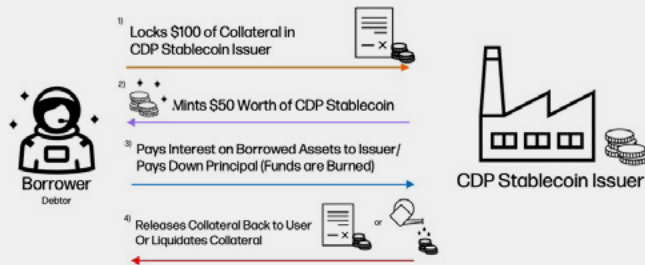 1) Locks $100 of Collateral in
CDP Stablecoin Issuer
2) Mints $50 Worth of CDP Stablecoin
3) Pays Interest on Borrowed Assets to Issuer/
Pays Down Principal (Funds are Burned)
Borrower
Debtor
CDP Stablecoin Issuer
4) Releases Collateral Back to User
Or Liquidates Collateral
or